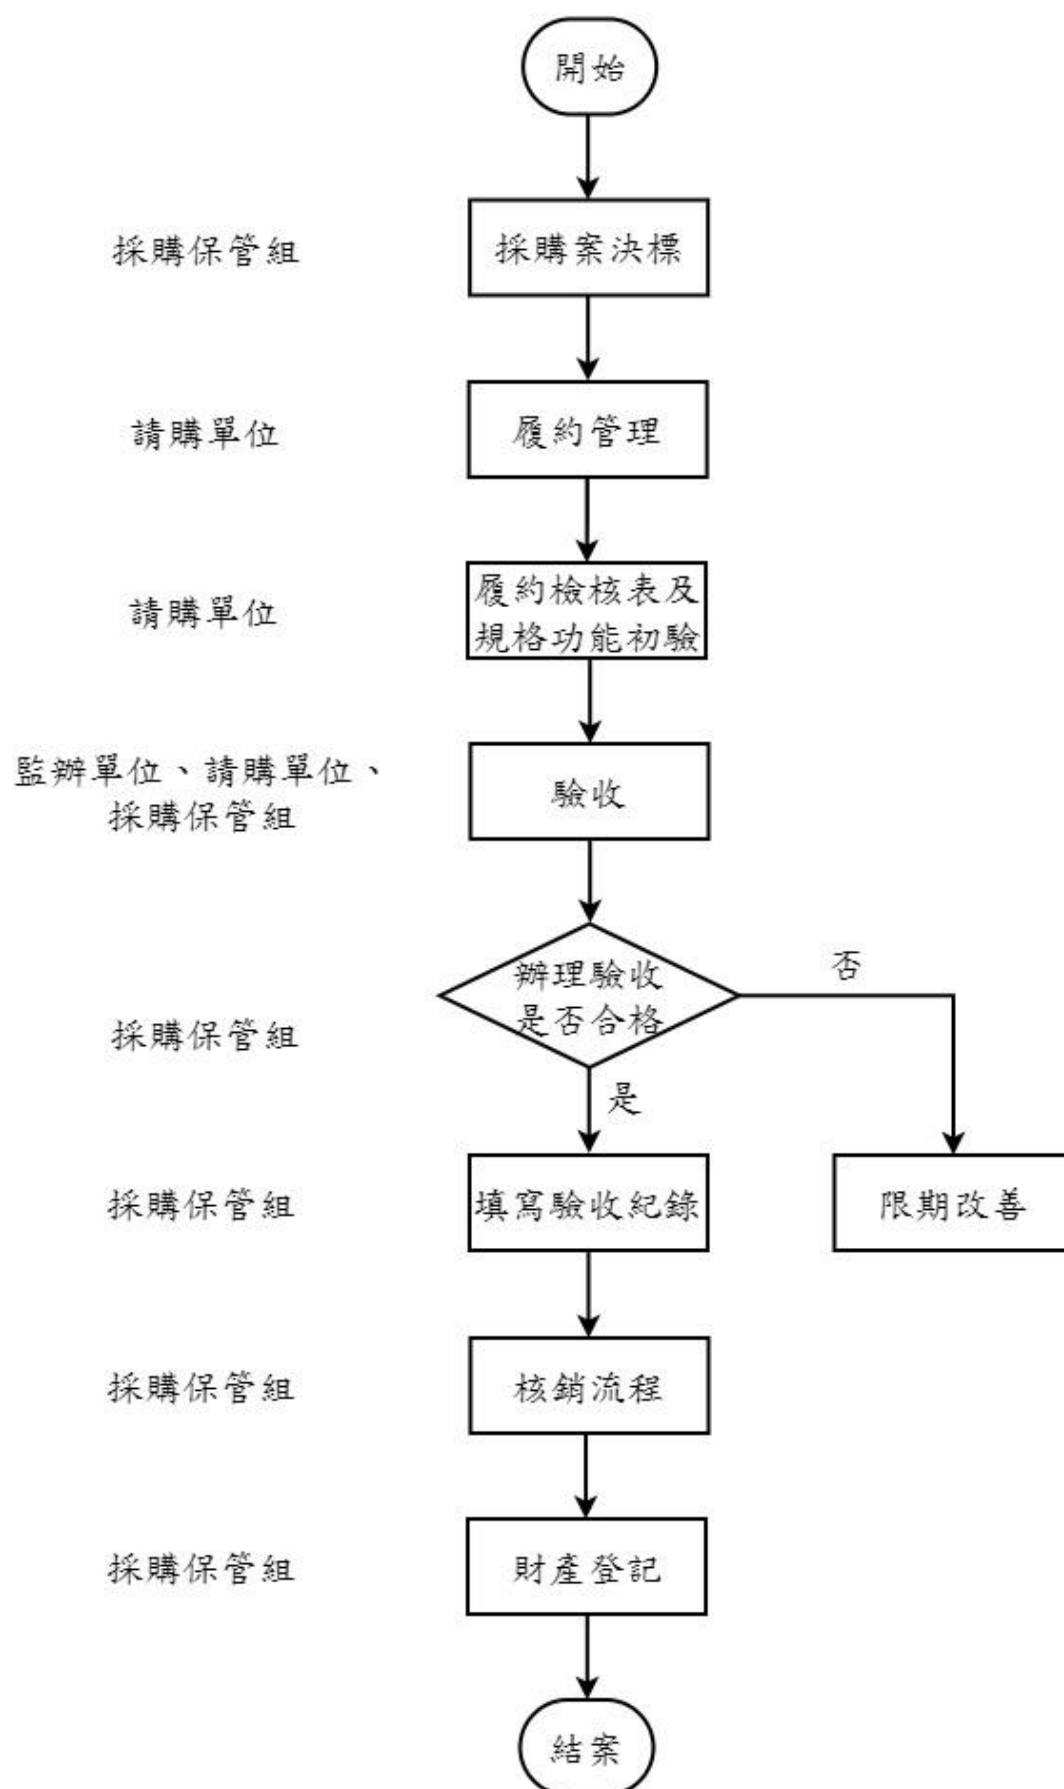 開始
採購保管組
採購案決標
請購單位
履約管理
請購單位
履約檢核表及
規格功能初驗
監辦單位、請購單位、
採購保管組
驗收
採購保管組
辦理驗收
是否合格
否
是
採購保管組
填寫驗收紀錄
限期改善
採購保管組
核銷流程
採購保管組
財產登記
結案